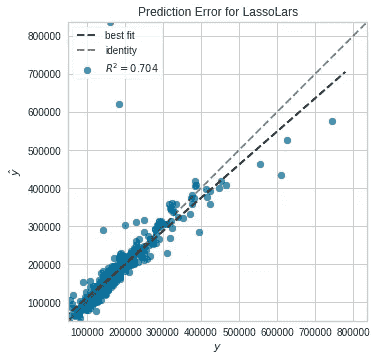 Prediction Error for LassoLars
best fit
identity
R² = 0.704
800000
700000
600000
500000
400000
300000
200000
100000
ŷ
100000 200000 300000 400000 500000 600000 700000 800000
y